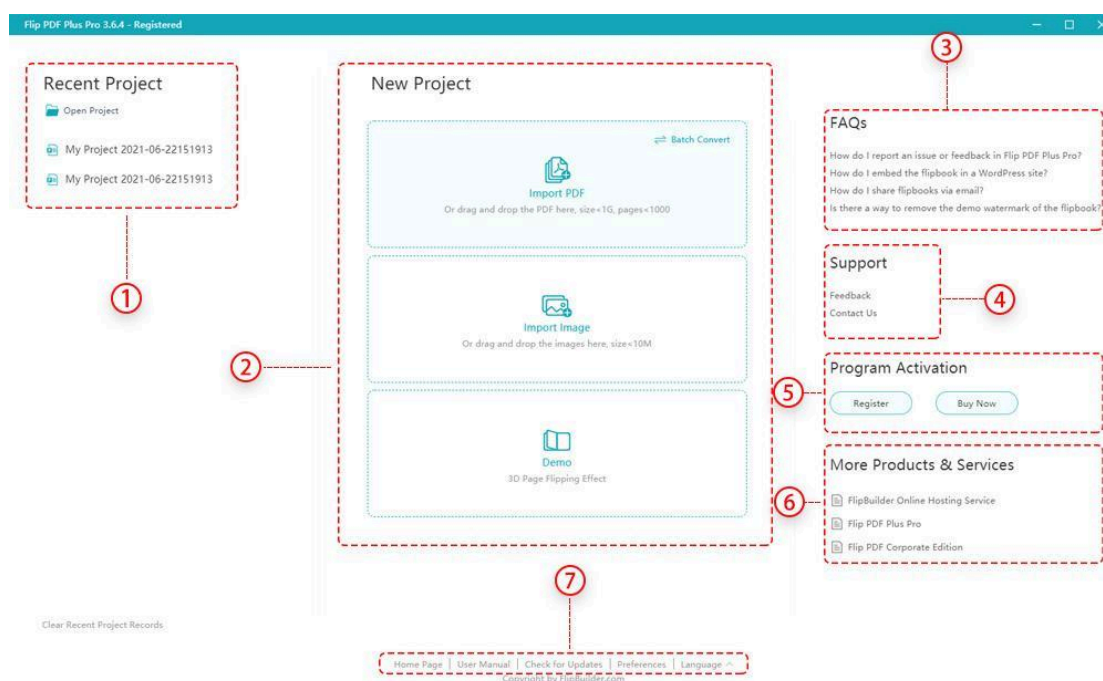 Flip PDF Plus Pro 3.6.4 - Registered
Recent Project
Open Project
My Project 2021-06-22151913
My Project 2021-06-22151913
1
Clear Recent Project Records
2
New Project
Batch Convert
Import PDF
Or drag and drop the PDF here, size<1G, pages<1000
Import Image
Or drag and drop the images here, size<10M
Demo
3D Page Flipping Effect
3
FAQs
How do I report an issue or feedback in Flip PDF Plus Pro?
How do I embed the flipbook in a WordPress site?
How do I share flipbooks via email?
Is there a way to remove the demo watermark of the flipbook?
Support
Feedback
Contact Us
4
5
Program Activation
Register
Buy Now
6
More Products & Services
FlipBuilder Online Hosting Service
Flip PDF Plus Pro
Flip PDF Corporate Edition
7
Home Page | User Manual | Check for Updates | Preferences | Language
Copyright by FlipBuilder.com